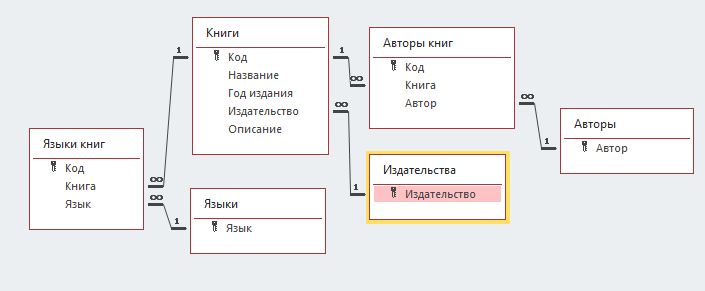 Книги
Код
Название
Год издания
Издательство
Описание
Авторы книг
Код
Книга
Автор
Авторы
Автор
Языки книг
Код
Книга
Язык
Языки
Язык
Издательства
Издательство
1
∞
1
∞
∞
1
∞
1
∞
1